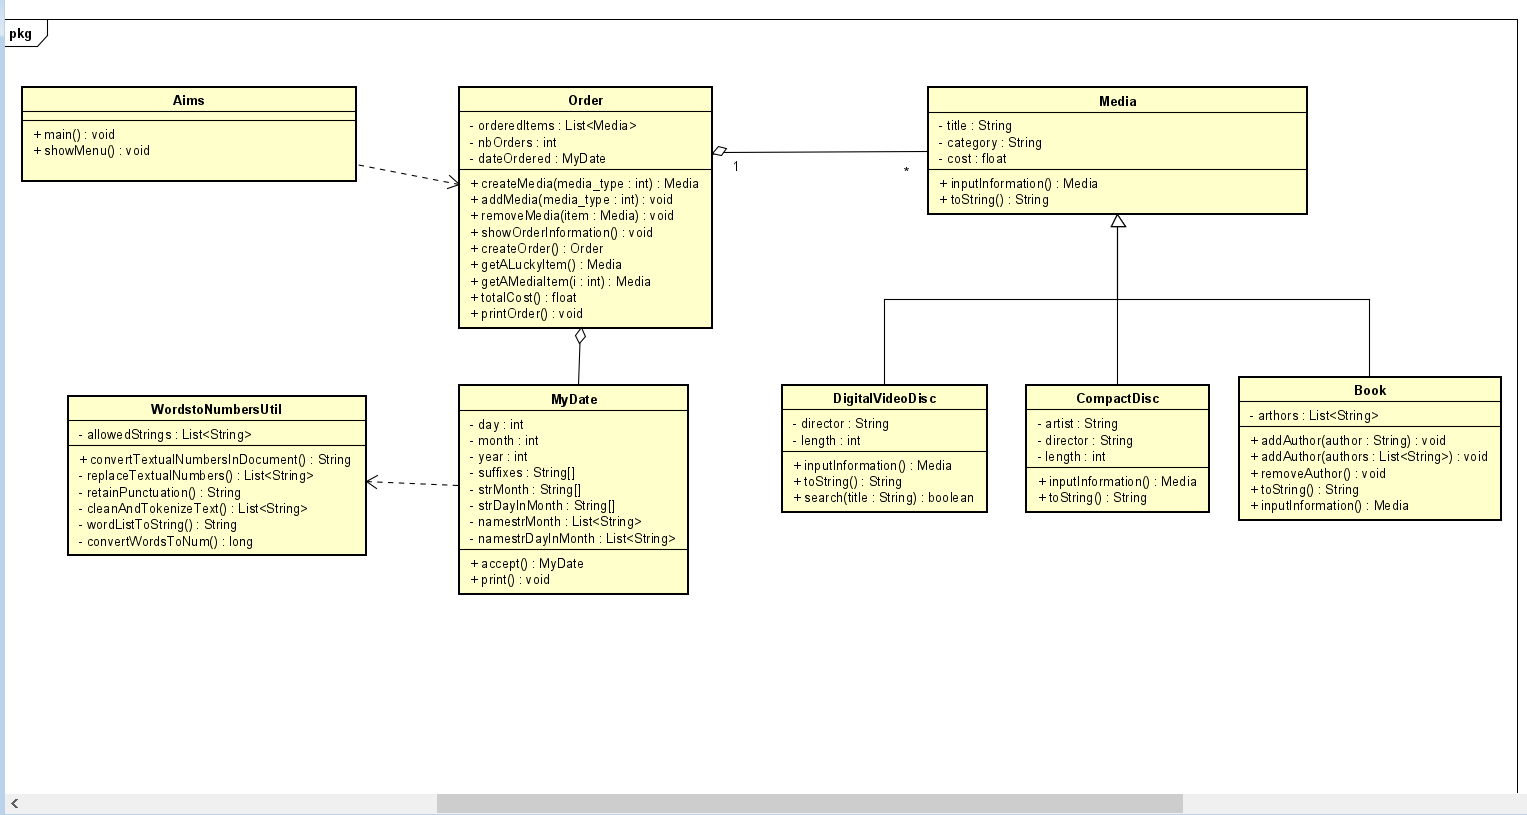 pkg
Aims
+ main() : void
+ showMenu() : void
Order
- orderedItems : List<Media>
- nbOrders : int
- dateOrdered : MyDate
+ createMedia(media_type : int) : Media
+ addMedia(media_type : int) : void
+ removeMedia(item : Media) : void
+ showOrderInformation() : void
+ createOrder() : Order
+ getALuckyItem() : Media
+ getAMediaItem(i : int) : Media
+ totalCost() : float
+ printOrder() : void
1
*
Media
- title : String
- category : String
- cost : float
+ inputInformation() : Media
+ toString() : String
WordstoNumbersUtil
- allowedStrings : List<String>
+ convertTextualNumbersInDocument() : String
- replaceTextualNumbers() : List<String>
- retainPunctuation() : String
- cleanAndTokenizeText() : List<String>
- wordListToString() : String
- convertWordsToNum() : long
MyDate
- day : int
- month : int
- year : int
- suffixes : String[]
- strMonth : String[]
- strDayInMonth : String[]
- namestrMonth : List<String>
- namestrDayInMonth : List<String>
+ accept() : MyDate
+ print() : void
DigitalVideoDisc
- director : String
- length : int
+ inputInformation() : Media
+ toString() : String
+ search(title : String) : boolean
CompactDisc
- artist : String
- director : String
- length : int
+ inputInformation() : Media
+ toString() : String
Book
- arthors : List<String>
+ addAuthor(author : String) : void
+ addAuthor(authors : List<String>) : void
+ removeAuthor() : void
+ toString() : String
+ inputInformation() : Media